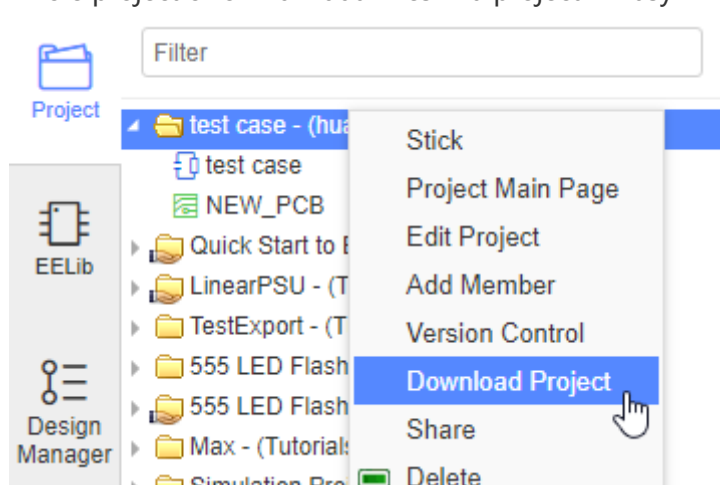 Filter
Project
test case - (hua
test case
NEW_PCB
Quick Start to
LinearPSU - (T
TestExport - (T
555 LED Flash
555 LED Flash
Max - (Tutorials
Simulation Pro
EELib
Design
Manager
Stick
Project Main Page
Edit Project
Add Member
Version Control
Download Project
Share
Delete